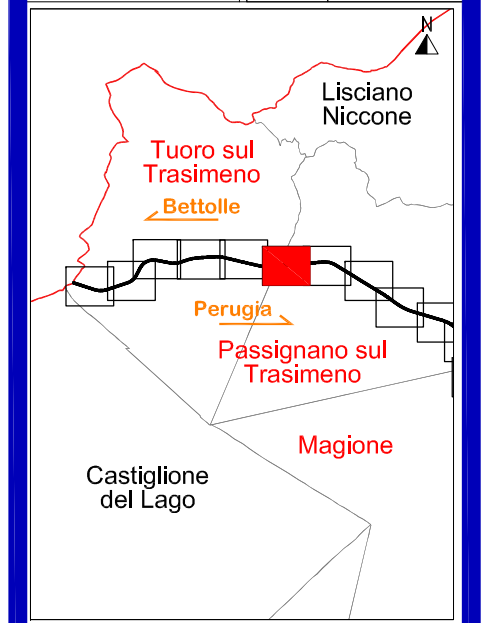 N
Lisciano
Niccone
Tuoro sul
Trasimeno
Bettolle
Perugia
Passignano sul
Trasimeno
Magione
Castiglione
del Lago